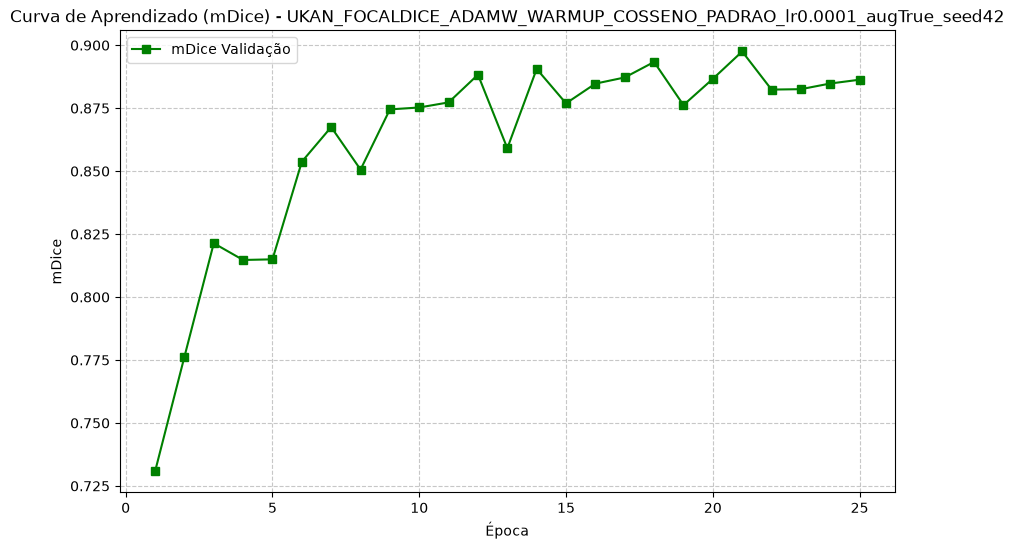 Curva de Aprendizado (mDice) - UKAN_FOCALDICE_ADAMW_WARMUP_COSSENO_PADRAO_lr0.0001_augTrue_seed42
mDice Validação
0.900
0.875
0.850
0.825
0.800
0.775
0.750
0.725
mDice
0 5 10 15 20 25
Época